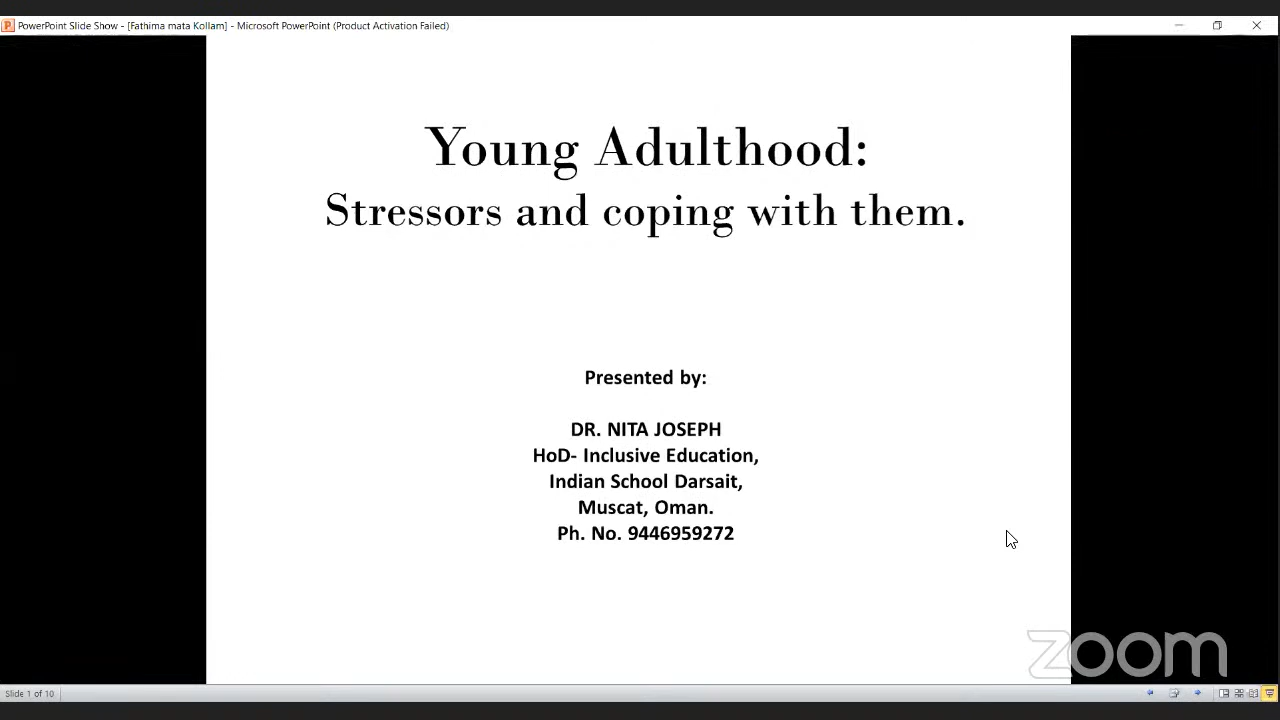 PowerPoint Slide Show - [Fathima mata Kollam] - Microsoft PowerPoint (Product Activation Failed)
Young Adulthood:
Stressors and coping with them.
Presented by:
DR. NITA JOSEPH
HoD- Inclusive Education,
Indian School Darsait,
Muscat, Oman.
Ph. No. 9446959272
zoom
Slide 1 of 10